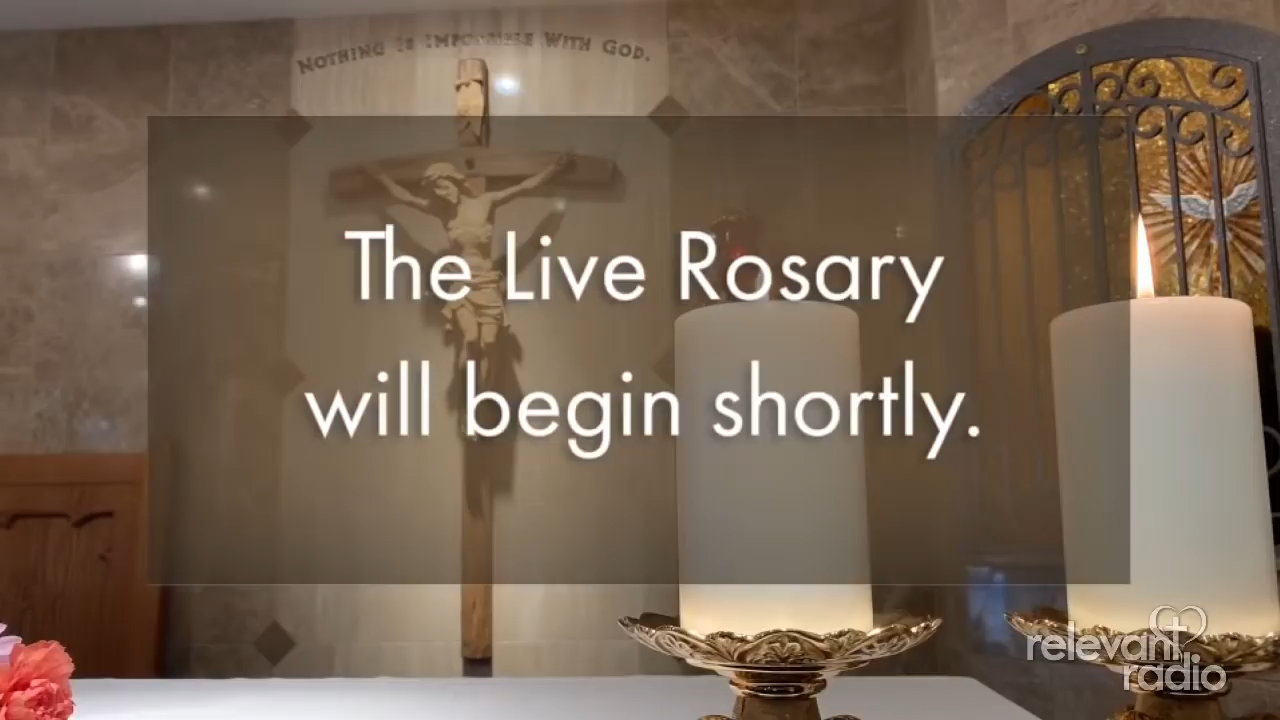 NOTHING IS IMPOSSIBLE WITH GOD.
The Live Rosary
will begin shortly.
relevant
radio